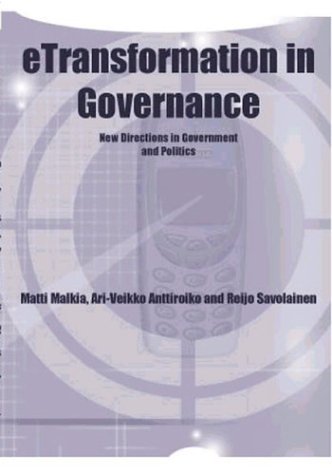 eTransformation in
Governance
New Directions in Government
and Politics
Matti Malkia, Ari-Veikko Anttiroiko and Reijo Savolainen